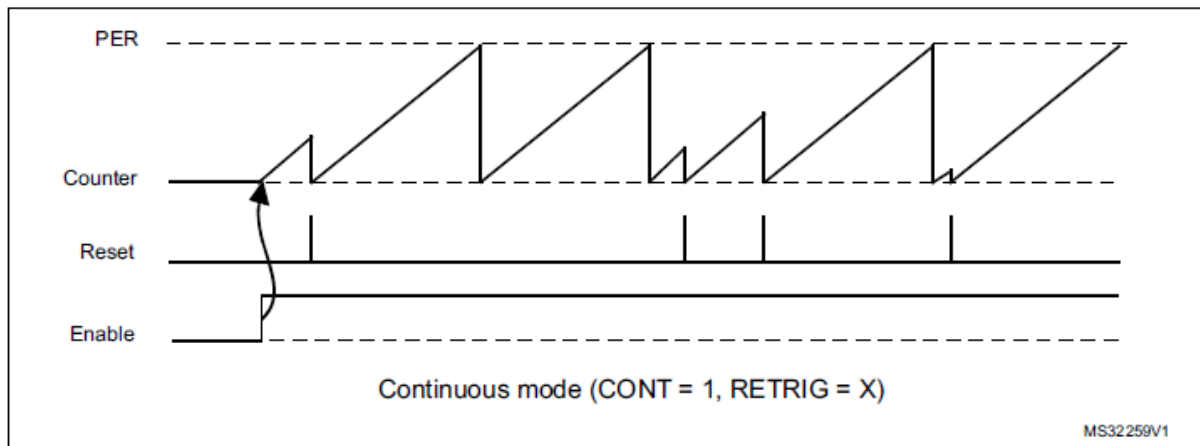 PER
Counter
Reset
Enable
Continuous mode (CONT = 1, RETRIG = X)
MS32259V1